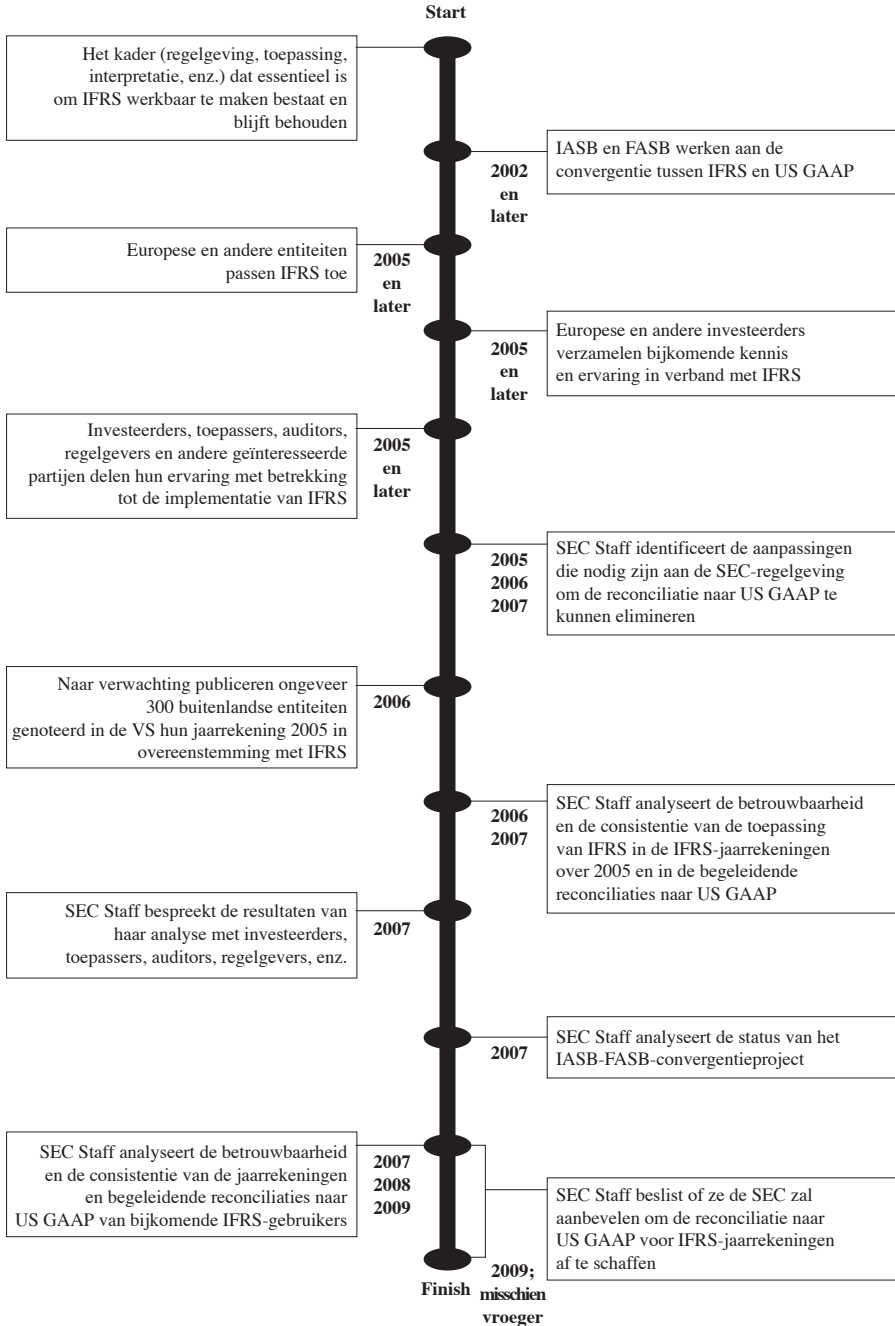 Start
Het kader (regelgeving, toepassing,
interpretatie, enz.) dat essentieel is
om IFRS werkbaar te maken bestaat en
blijft behouden
IASB en FASB werken aan de
convergentie tussen IFRS en US GAAP
2002
en
later
Europese en andere entiteiten
passen IFRS toe
2005
en
later
Europese en andere investeerders
verzamelen bijkomende kennis
en ervaring in verband met IFRS
2005
en
later
Investeerders, toepassers, auditors,
regelgevers en andere geïnteresseerde
partijen delen hun ervaring met betrekking
tot de implementatie van IFRS
2005
en
later
SEC Staff identificeert de aanpassingen
die nodig zijn aan de SEC-regelgeving
om de reconciliatie naar US GAAP te
kunnen elimineren
2005
2006
2007
Naar verwachting publiceren ongeveer
300 buitenlandse entiteiten
genoteerd in de VS hun jaarrekening 2005 in
overeenstemming met IFRS
2006
SEC Staff analyseert de betrouwbaarheid
en de consistentie van de toepassing
van IFRS in de IFRS-jaarrekeningen
over 2005 en in de begeleidende
reconciliaties naar US GAAP
2006
2007
SEC Staff bespreekt de resultaten van
haar analyse met investeerders,
toepassers, auditors, regelgevers, enz.
2007
SEC Staff analyseert de status van het
IASB-FASB-convergentieproject
2007
SEC Staff analyseert de betrouwbaarheid
en de consistentie van de jaarrekeningen
en begeleidende reconciliaties naar
US GAAP van bijkomende IFRS-gebruikers
2007
2008
2009
SEC Staff beslist of ze de SEC zal
aanbevelen om de reconciliatie naar
US GAAP voor IFRS-jaarrekeningen
af te schaffen
Finish
2009;
misschien
vroeger